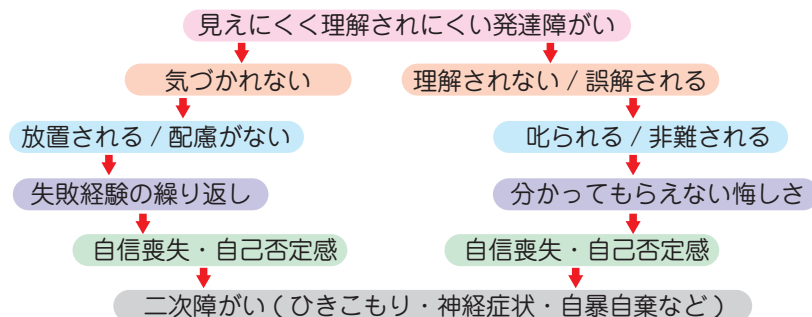 見えにくく理解されにくい発達障がい
気づかれない
理解されない / 誤解される
放置される / 配慮がない
叱られる / 非難される
失敗経験の繰り返し
分かってもらえない悔しさ
自信喪失・自己否定感
自信喪失・自己否定感
二次障がい ( ひきこもり・神経症状・自暴自棄など )